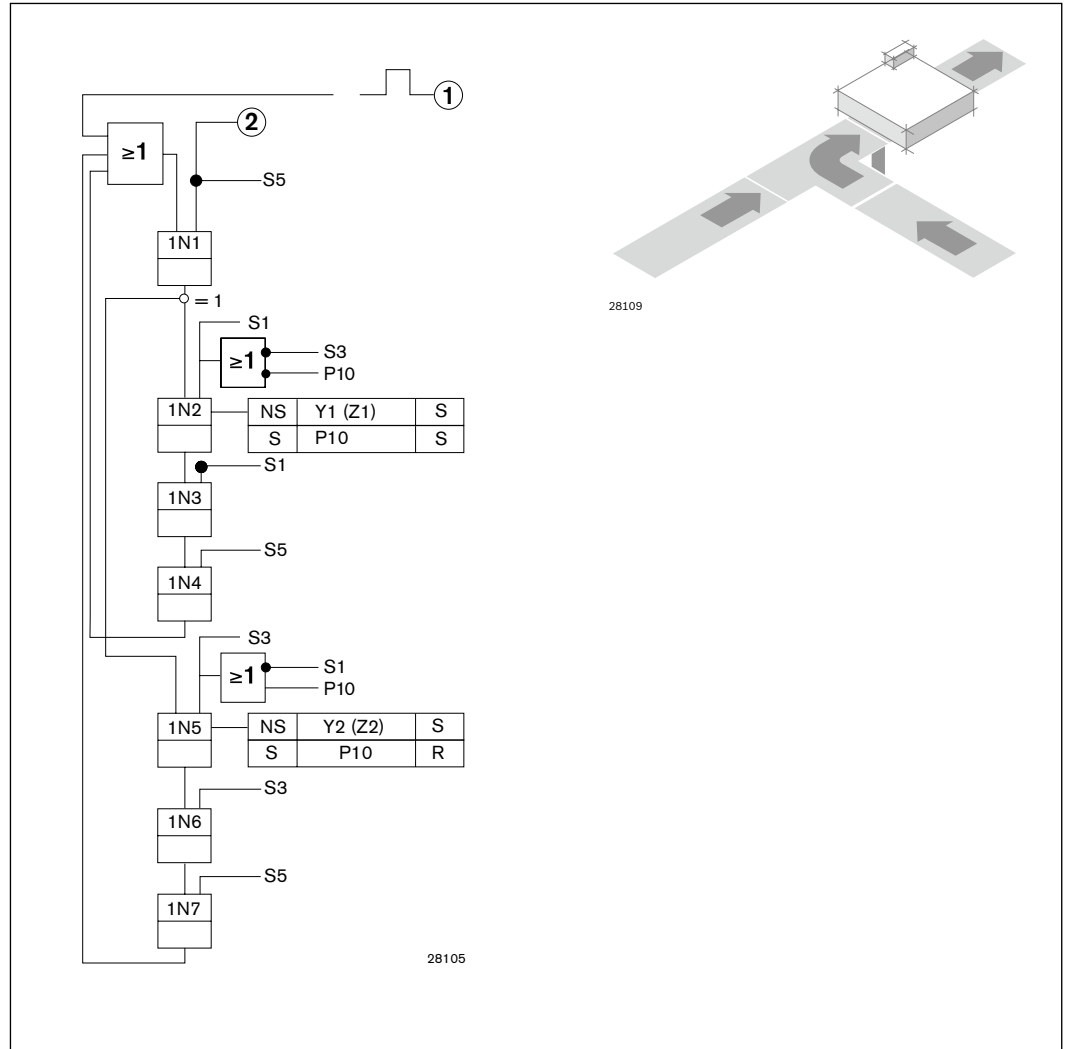 1
2
≥1
S5
1N1
= 1
S1
≥1
S3
P10
1N2
NS Y1 (Z1) S
S P10 S
S1
1N3
S5
1N4
S3
≥1
S1
P10
1N5
NS Y2 (Z2) S
S P10 R
S3
1N6
S5
1N7
28105
28109